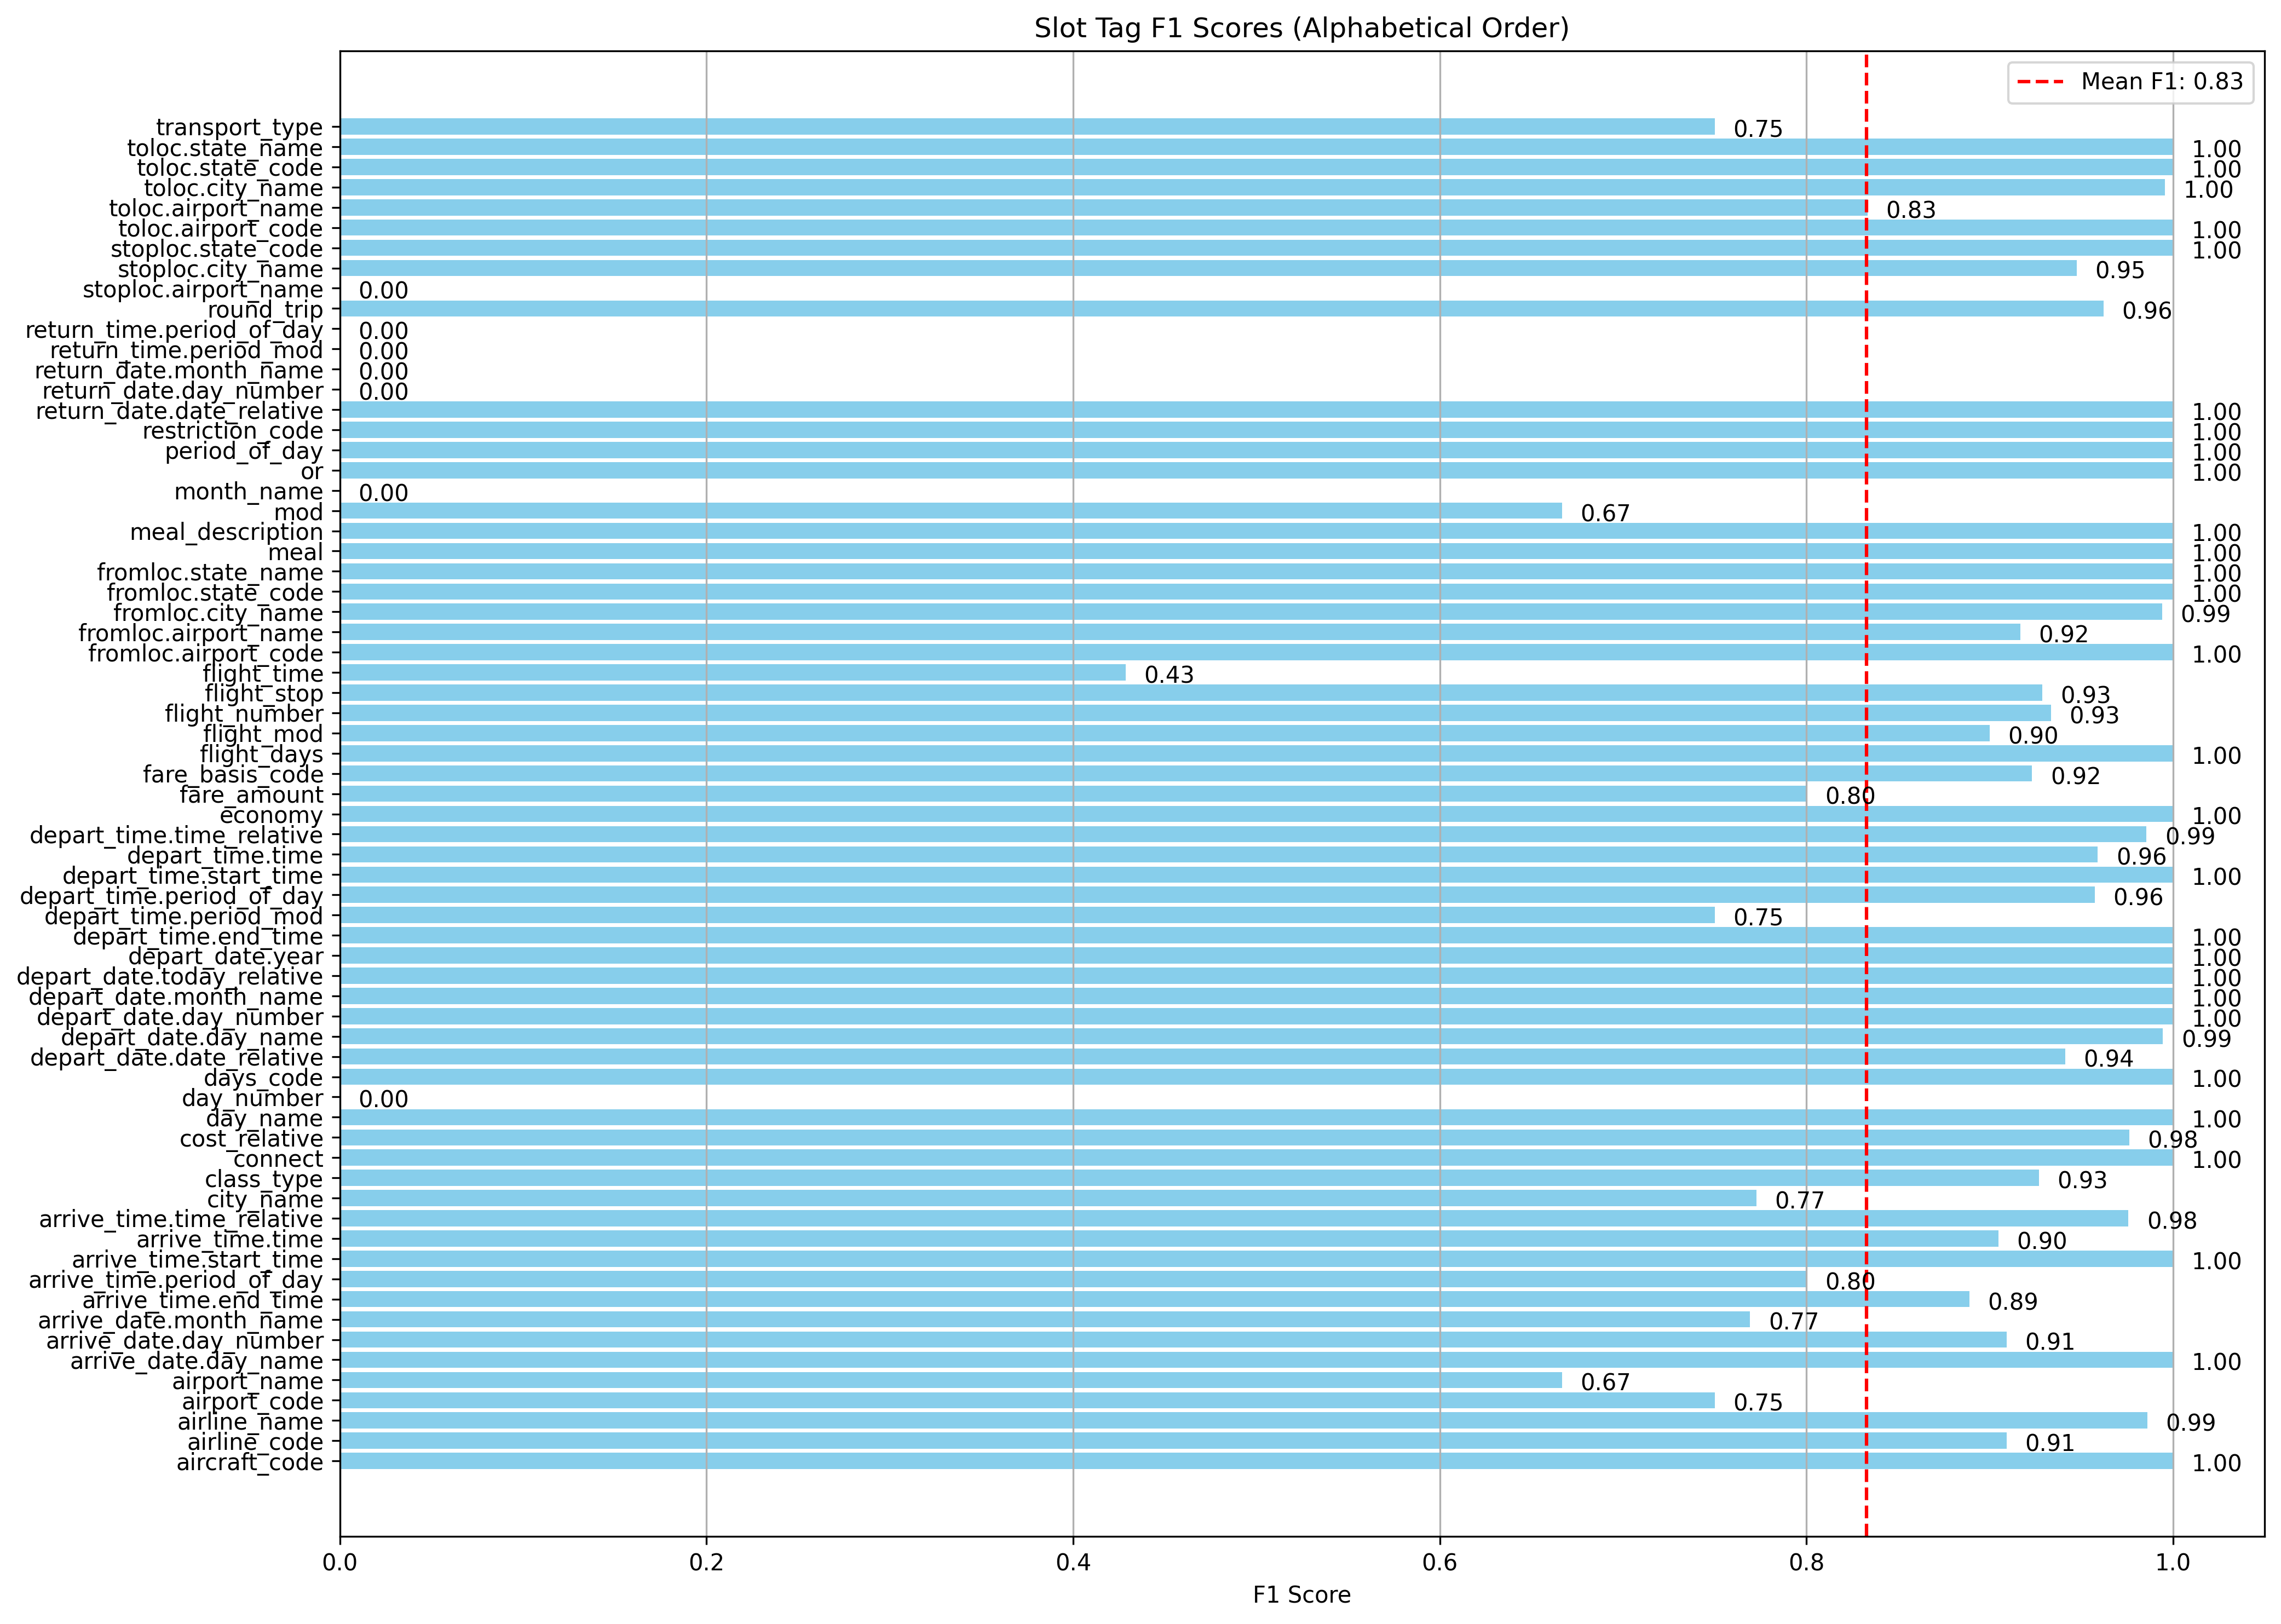 Slot Tag F1 Scores (Alphabetical Order)
Mean F1: 0.83
transport_type 0.75
toloc.state_name 1.00
toloc.state_code 1.00
toloc.city_name 1.00
toloc.airport_name 0.83
toloc.airport_code 1.00
stoploc.state_code 1.00
stoploc.city_name 0.95
stoploc.airport_name 0.00
round_trip 0.96
return_time.period_of_day 0.00
return_time.period_mod 0.00
return_date.month_name 0.00
return_date.day_number 0.00
return_date.date_relative 1.00
restriction_code 1.00
period_of_day 1.00
or 1.00
month_name 0.00
mod 0.67
meal_description 1.00
meal 1.00
fromloc.state_name 1.00
fromloc.state_code 1.00
fromloc.city_name 0.99
fromloc.airport_name 0.92
fromloc.airport_code 1.00
flight_time 0.43
flight_stop 0.93
flight_number 0.93
flight_mod 0.90
flight_days 1.00
fare_basis_code 0.92
fare_amount 0.80
economy 1.00
depart_time.time_relative 0.99
depart_time.time 0.96
depart_time.start_time 1.00
depart_time.period_of_day 0.96
depart_time.period_mod 0.75
depart_time.end_time 1.00
depart_date.year 1.00
depart_date.today_relative 1.00
depart_date.month_name 1.00
depart_date.day_number 1.00
depart_date.day_name 0.99
depart_date.date_relative 0.94
days_code 1.00
day_number 0.00
day_name 1.00
cost_relative 0.98
connect 1.00
class_type 0.93
city_name 0.77
arrive_time.time_relative 0.98
arrive_time.time 0.90
arrive_time.start_time 1.00
arrive_time.period_of_day 0.80
arrive_time.end_time 0.89
arrive_date.month_name 0.77
arrive_date.day_number 0.91
arrive_date.day_name 1.00
airport_name 0.67
airport_code 0.75
airline_name 0.99
airline_code 0.91
aircraft_code 1.00
0.0 0.2 0.4 0.6 0.8 1.0
F1 Score